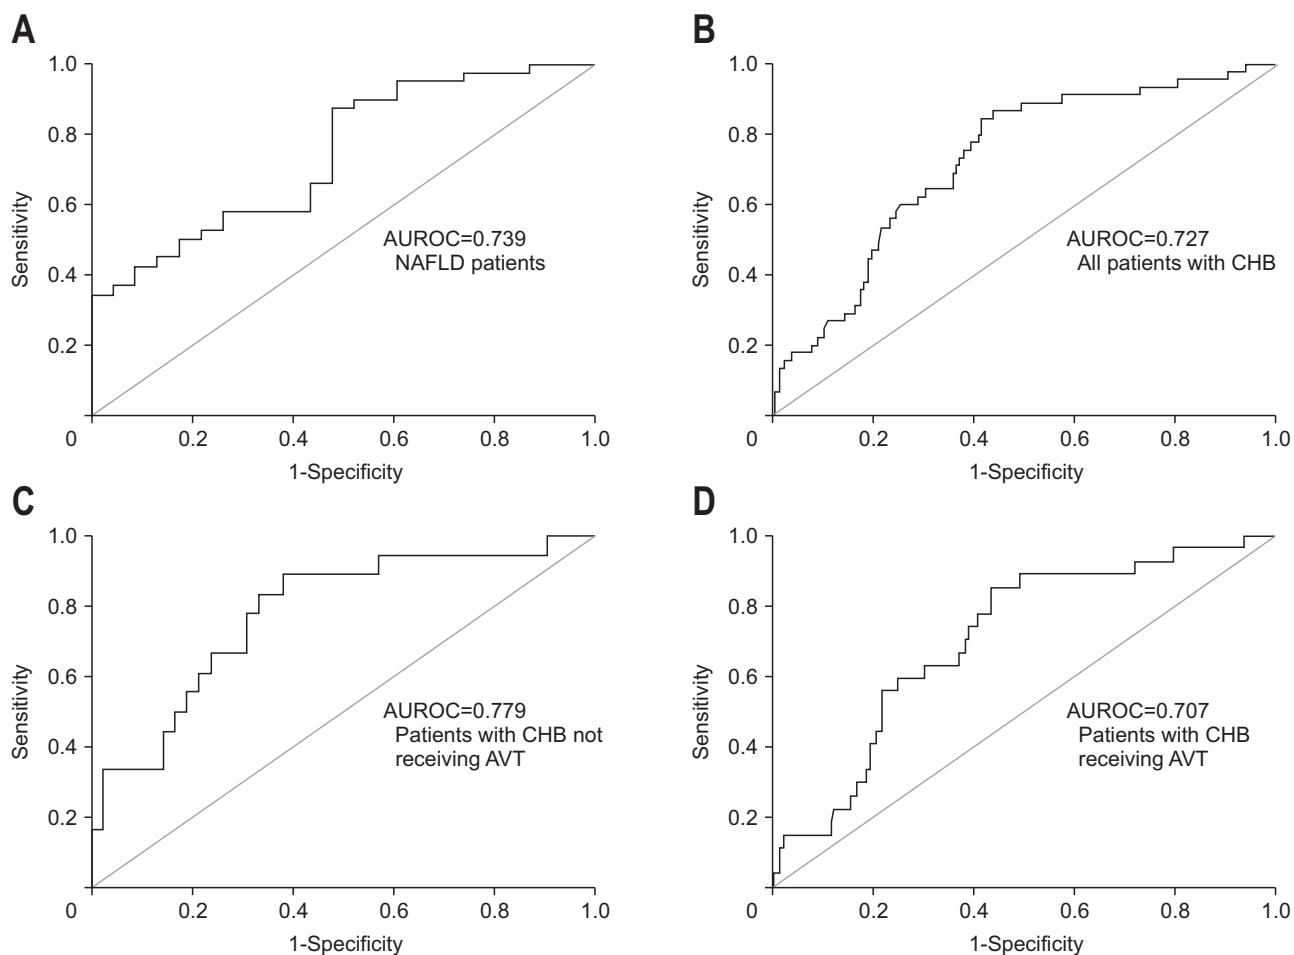 A
1.0
0.8
0.6
0.4
0.2
0
0.2
0.4
0.6
0.8
1.0
Sensitivity
1-Specificity
AUROC=0.739
NAFLD patients
B
1.0
0.8
0.6
0.4
0.2
0
0.2
0.4
0.6
0.8
1.0
Sensitivity
1-Specificity
AUROC=0.727
All patients with CHB
C
1.0
0.8
0.6
0.4
0.2
0
0.2
0.4
0.6
0.8
1.0
Sensitivity
1-Specificity
AUROC=0.779
Patients with CHB not
receiving AVT
D
1.0
0.8
0.6
0.4
0.2
0
0.2
0.4
0.6
0.8
1.0
Sensitivity
1-Specificity
AUROC=0.707
Patients with CHB
receiving AVT